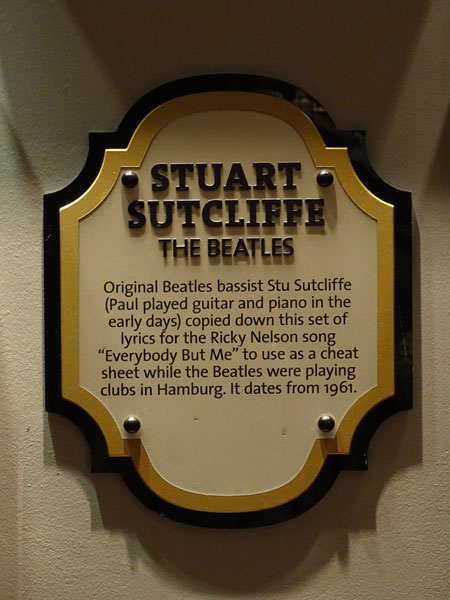 STUART
SUTCLIFFE
THE BEATLES
Original Beatles bassist Stu Sutcliffe
(Paul played guitar and piano in the
early days) copied down this set of
lyrics for the Ricky Nelson song
“Everybody But Me” to use as a cheat
sheet while the Beatles were playing
clubs in Hamburg. It dates from 1961.